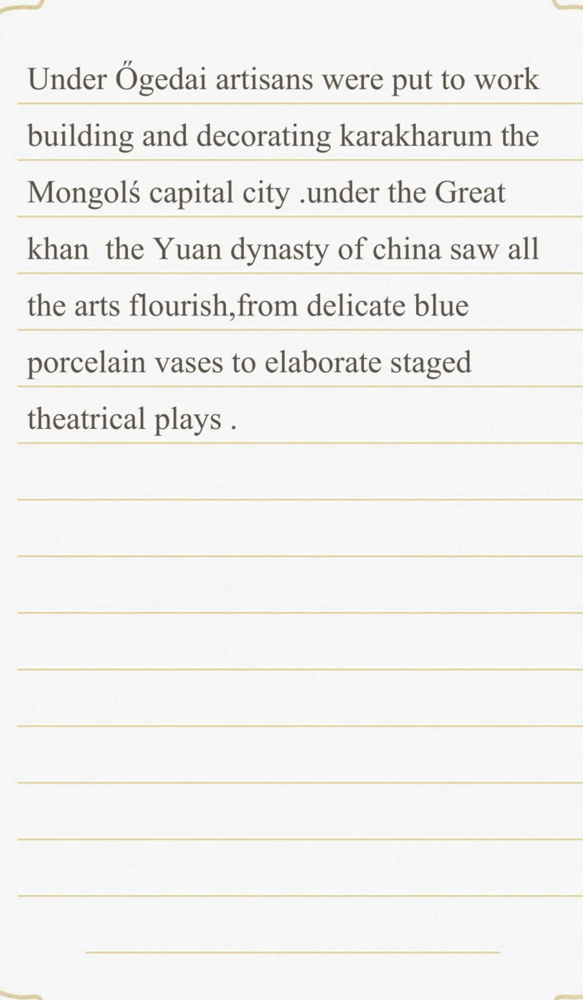 Under Őgedai artisans were put to work
building and decorating karakharum the
Mongolś capital city .under the Great
khan  the Yuan dynasty of china saw all
the arts flourish,from delicate blue
porcelain vases to elaborate staged
theatrical plays .